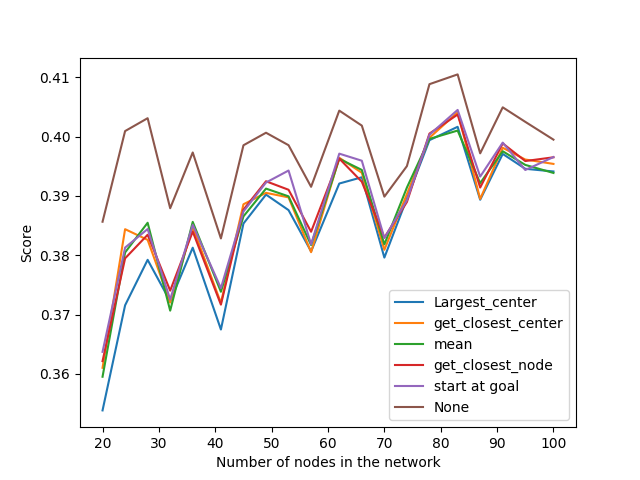 0.41
0.40
0.39
0.38
0.37
0.36
Score
20 30 40 50 60 70 80 90 100
Number of nodes in the network
Largest_center
get_closest_center
mean
get_closest_node
start at goal
None